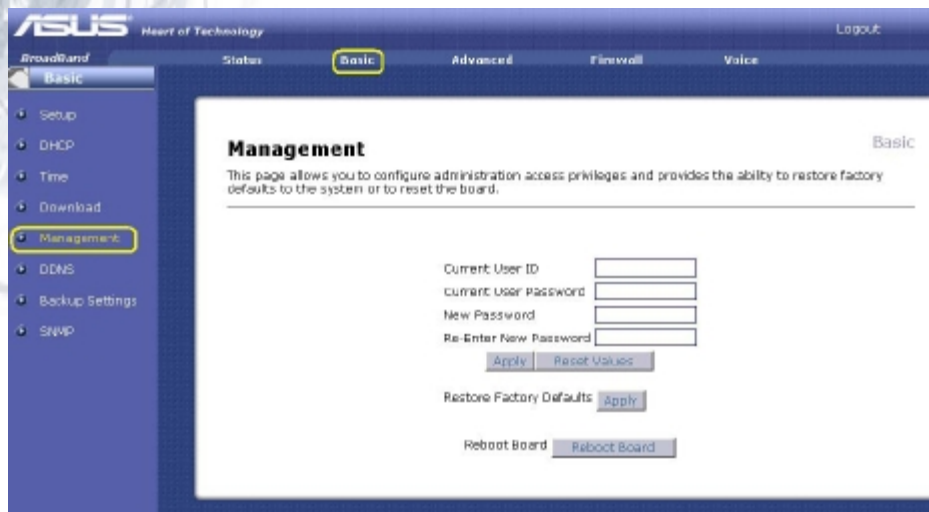 ASUS Heart of Technology
Logout
BroadBand
Status Basic Advanced Firewall Voice
Basic
Setup
DHCP
Time
Download
Management
DDNS
Backup Settings
SNMP
Management
Basic
This page allows you to configure administration access privileges and provides the ability to restore factory
defaults to the system or to reset the board.
Current User ID
Current User Password
New Password
Re-Enter New Password
Apply Reset Values
Restore Factory Defaults Apply
Reboot Board Reboot Board